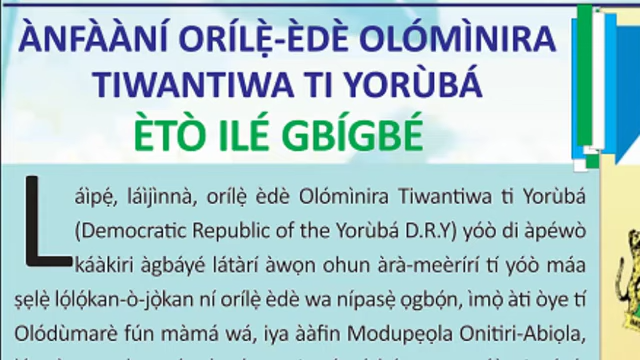 ÀNFÀÀNÍ ORÍLẸ̀-ÈDÈ OLÓMÌNIRA
TIWANTIWA TI YORÙBÁ
ÈTÒ ILÉ GBÍGBÉ
Láìpẹ́, láìjìnnà, orílẹ̀ èdè Olómìnira Tiwantiwa ti Yorùbá
(Democratic Republic of the Yorùbá D.R.Y) yóò di àpéwò
káàkiri àgbáyé látàrí àwọn ohun àrà-meèrírí tí yóò máa
ṣẹlẹ̀ lọ́lọ́kan-ò-jọ̀kan ní orílẹ̀ èdè wa nípasẹ̀ ọgbọ́n, ìmọ̀ àti òye tí
Olódùmarè fún màmá wá, iya ààfin Modupẹọla Onitiri-Abiọla,